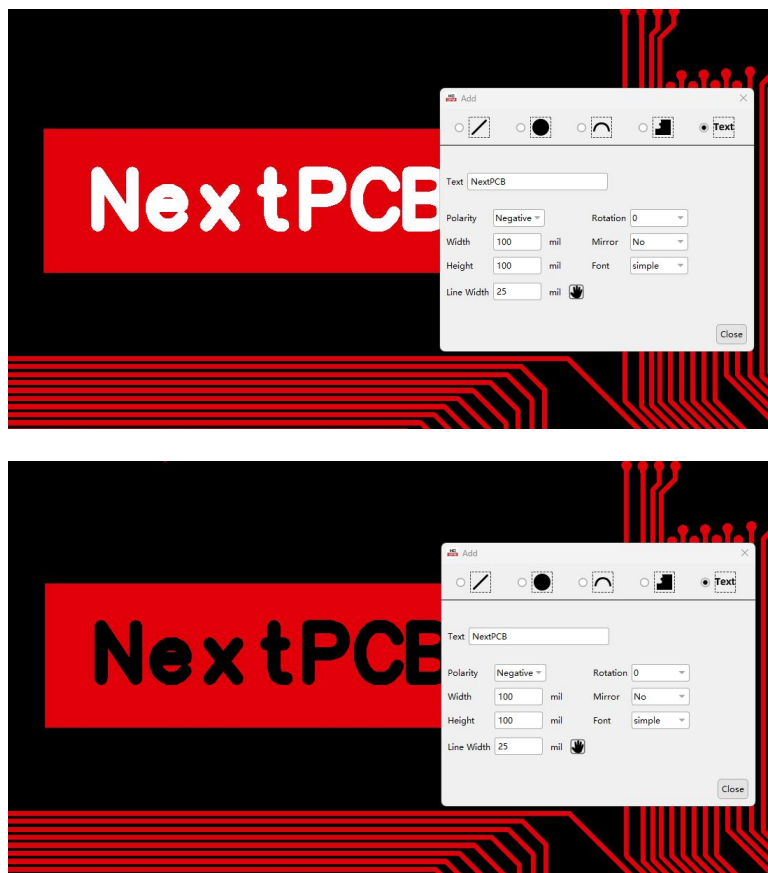 Add
Text
Text NextPCB
NextPCB
Polarity Negative Rotation 0
Width 100 mil Mirror No
Height 100 mil Font simple
Line Width 25 mil
Close
Add
Text
Text NextPCB
NextPCB
Polarity Negative Rotation 0
Width 100 mil Mirror No
Height 100 mil Font simple
Line Width 25 mil
Close